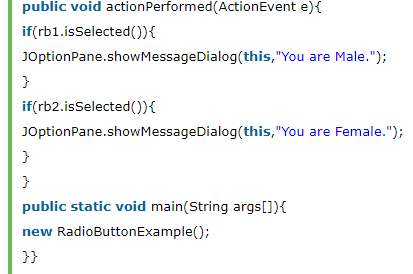 public void actionPerformed(ActionEvent e){
if(rb1.isSelected()){
JOptionPane.showMessageDialog(this,"You are Male.");
}
if(rb2.isSelected()){
JOptionPane.showMessageDialog(this,"You are Female.");
}
}
public static void main(String args[]){
new RadioButtonExample();
}}